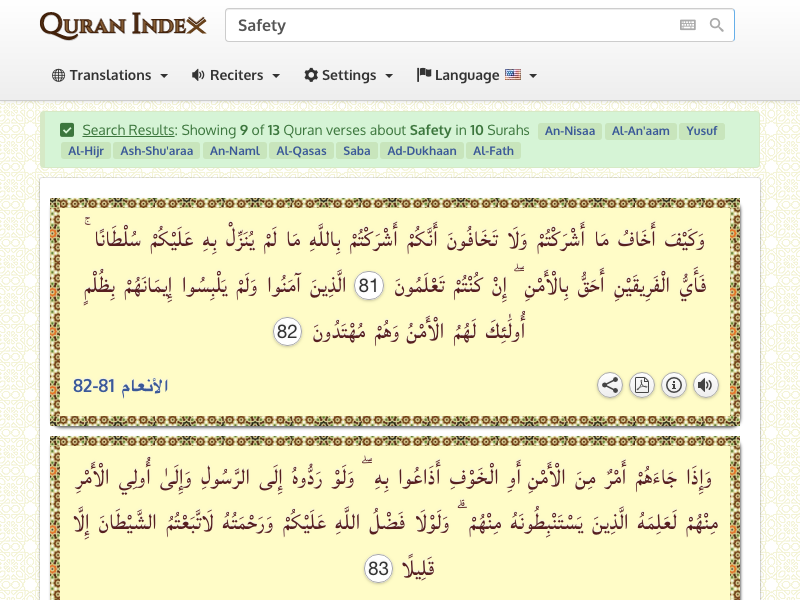 QURAN INDEX
Safety
Translations Reciters Settings Language
Search Results: Showing 9 of 13 Quran verses about Safety in 10 Surahs An-Nisaa Al-An'aam Yusuf
Al-Hijr Ash-Shu'araa An-Naml Al-Qasas Saba Ad-Dukhaan Al-Fath
وَكَيْفَ أَخَافُ مَا أَشْرَكْتُمْ وَلَا تَخَافُونَ أَنَّكُمْ أَشْرَكْتُمْ بِاللَّهِ مَا لَمْ يُنَزِّلْ بِهِ عَلَيْكُمْ سُلْطَانًا ۚ
فَأَيُّ الْفَرِيقَيْنِ أَحَقُّ بِالْأَمْنِ ۖ إِنْ كُنْتُمْ تَعْلَمُونَ 81 الَّذِينَ آمَنُوا وَلَمْ يَلْبِسُوا إِيمَانَهُمْ بِظُلْمٍ
أُولَٰئِكَ لَهُمُ الْأَمْنُ وَهُمْ مُهْتَدُونَ 82
الأنعام 81-82
وَإِذَا جَاءَهُمْ أَمْرٌ مِنَ الْأَمْنِ أَوِ الْخَوْفِ أَذَاعُوا بِهِ ۖ وَلَوْ رَدُّوهُ إِلَى الرَّسُولِ وَإِلَىٰ أُولِي الْأَمْرِ
مِنْهُمْ لَعَلِمَهُ الَّذِينَ يَسْتَنْبِطُونَهُ مِنْهُمْ ۗ وَلَوْلَا فَضْلُ اللَّهِ عَلَيْكُمْ وَرَحْمَتُهُ لَاتَّبَعْتُمُ الشَّيْطَانَ إِلَّا
قَلِيلًا 83